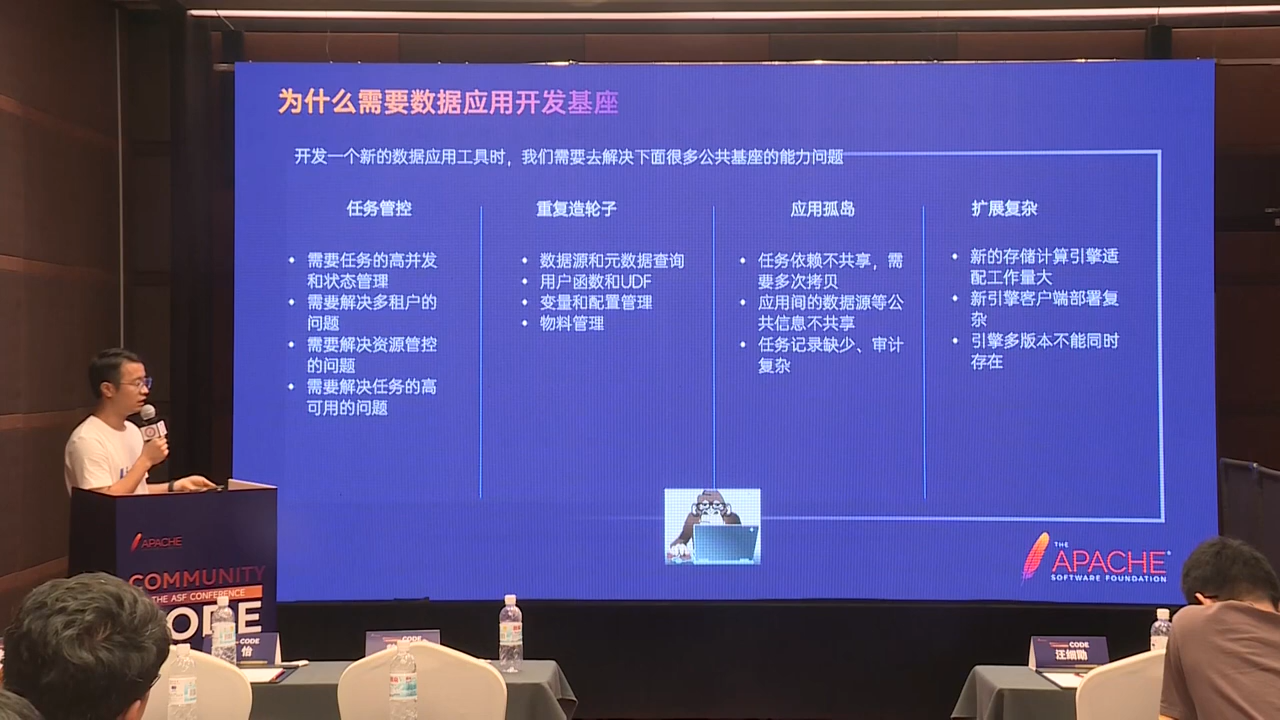 为什么需要数据应用开发基座
开发一个新的数据应用工具时，我们需要去解决下面很多公共基座的能力问题
任务管控
• 需要任务的高并发
和状态管理
• 需要解决多租户的
问题
• 需要解决资源管控
的问题
• 需要解决任务的高
可用的问题
重复造轮子
• 数据源和元数据查询
• 用户函数和UDF
• 变量和配置管理
• 物料管理
应用孤岛
• 任务依赖不共享，需
要多次拷贝
• 应用间的数据源等公
共信息不共享
• 任务记录缺少、审计
复杂
扩展复杂
• 新的存储计算引擎适
配工作量大
• 新引擎客户端部署复
杂
• 引擎多版本不能同时
存在
THE
APACHE
SOFTWARE FOUNDATION
APACHE
COMMUNITY
THE ASF CONFERENCE
CODE
怡
CODE
CODE
汪细勖